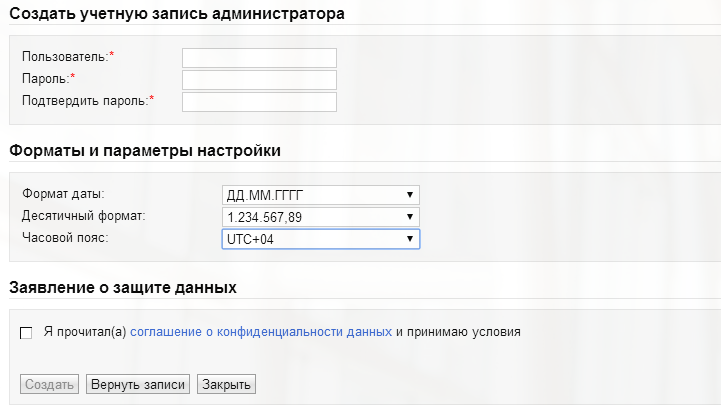 Создать учетную запись администратора
Пользователь:*
Пароль:*
Подтвердить пароль:*
Форматы и параметры настройки
Формат даты: ДД.ММ.ГГГГ
Десятичный формат: 1.234.567,89
Часовой пояс: UTC+04
Заявление о защите данных
Я прочитал(а) соглашение о конфиденциальности данных и принимаю условия
Создать Вернуть записи Закрыть